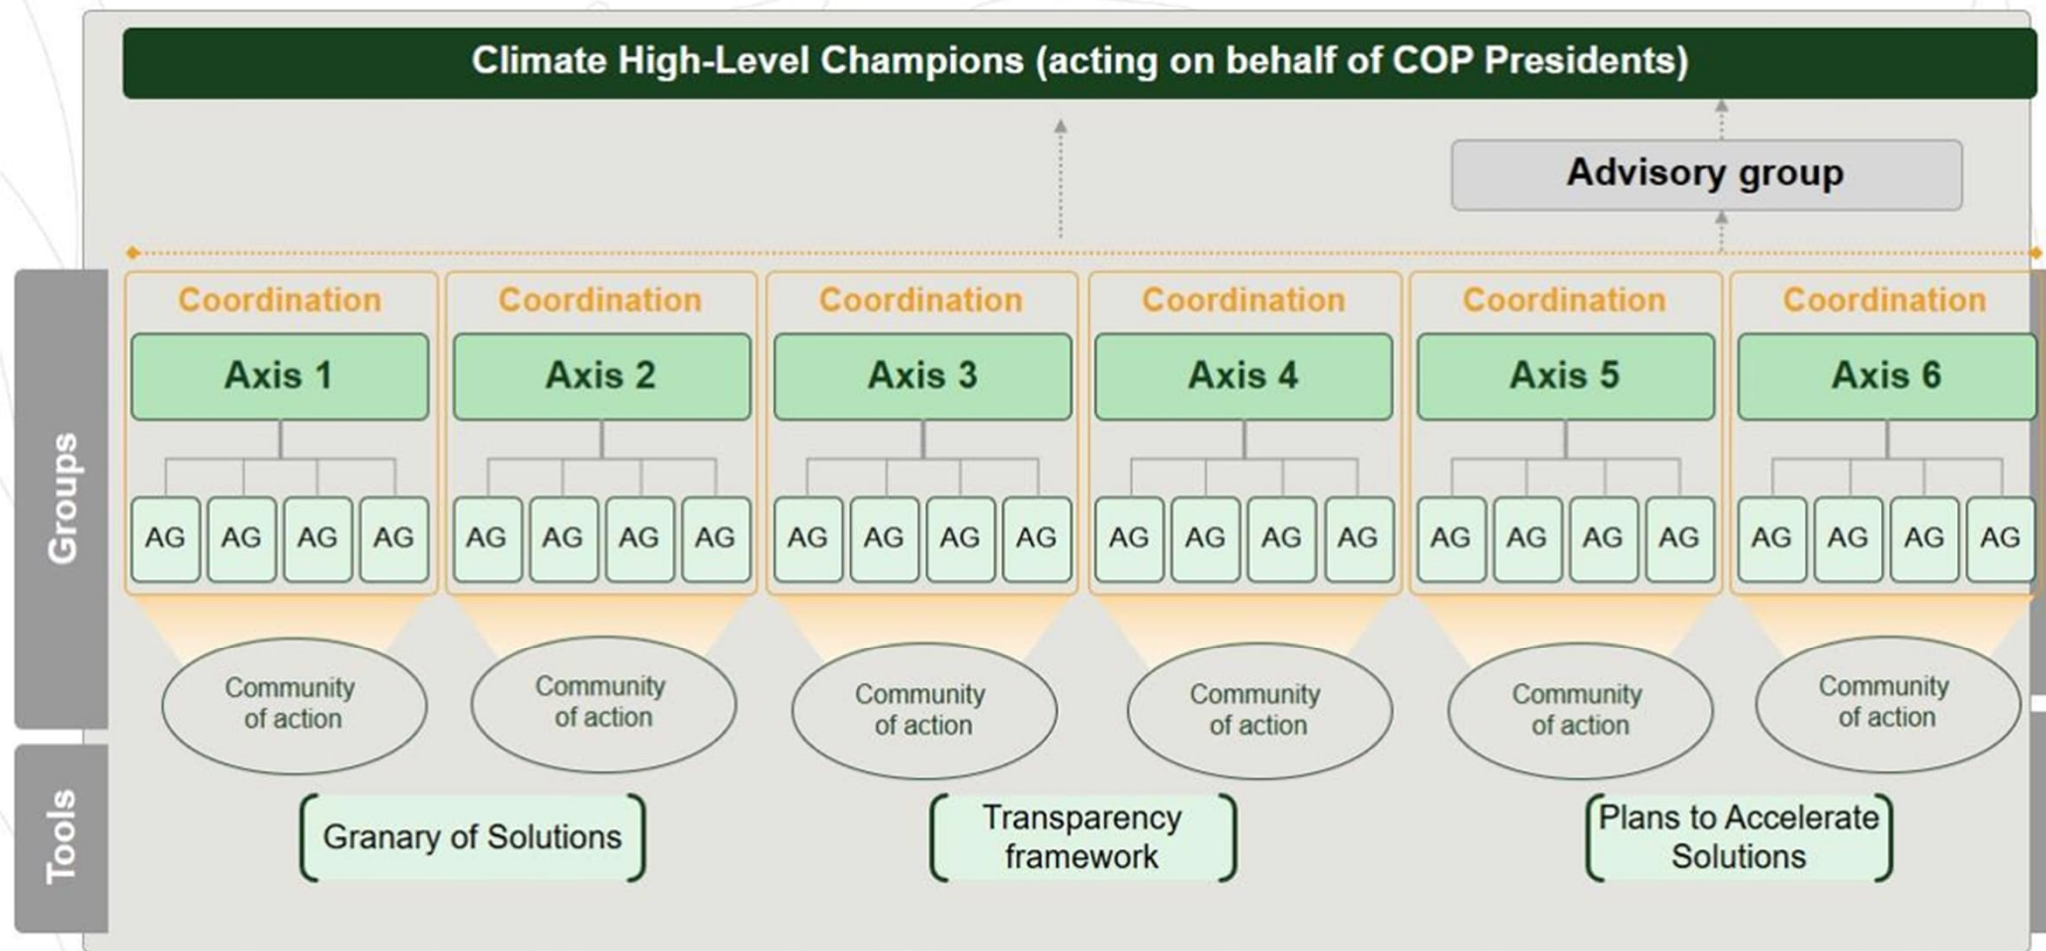 Climate High-Level Champions (acting on behalf of COP Presidents)
Advisory group
Groups
Coordination
Coordination
Coordination
Coordination
Coordination
Coordination
Axis 1
Axis 2
Axis 3
Axis 4
Axis 5
Axis 6
AG AG AG AG
AG AG AG AG
AG AG AG AG
AG AG AG AG
AG AG AG AG
AG AG AG AG
Community
of action
Community
of action
Community
of action
Community
of action
Community
of action
Community
of action
Tools
Granary of Solutions
Transparency
framework
Plans to Accelerate
Solutions